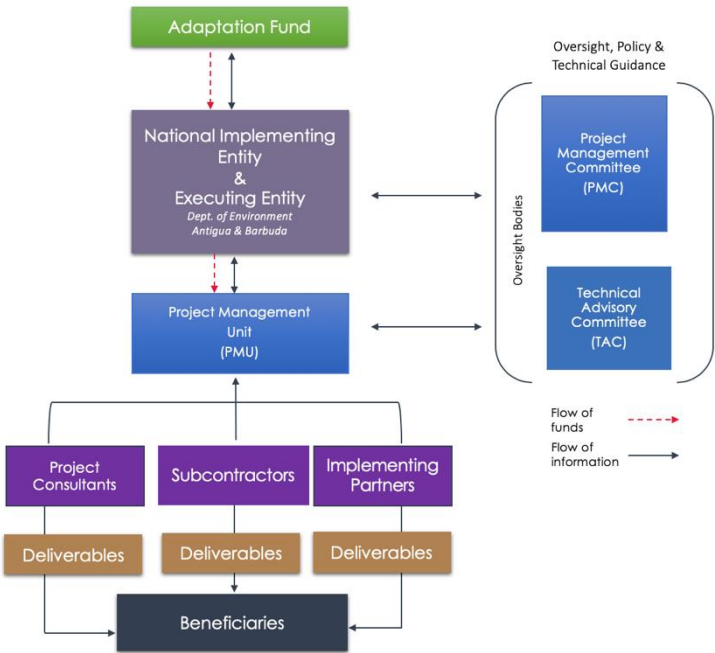 Adaptation Fund
Oversight, Policy &
Technical Guidance
National Implementing
Entity
&
Executing Entity
Dept. of Environment
Antigua & Barbuda
Project
Management
Committee
(PMC)
Oversight Bodies
Project Management
Unit
(PMU)
Technical
Advisory
Committee
(TAC)
Flow of
funds
Flow of
information
Project
Consultants
Subcontractors
Implementing
Partners
Deliverables
Deliverables
Deliverables
Beneficiaries